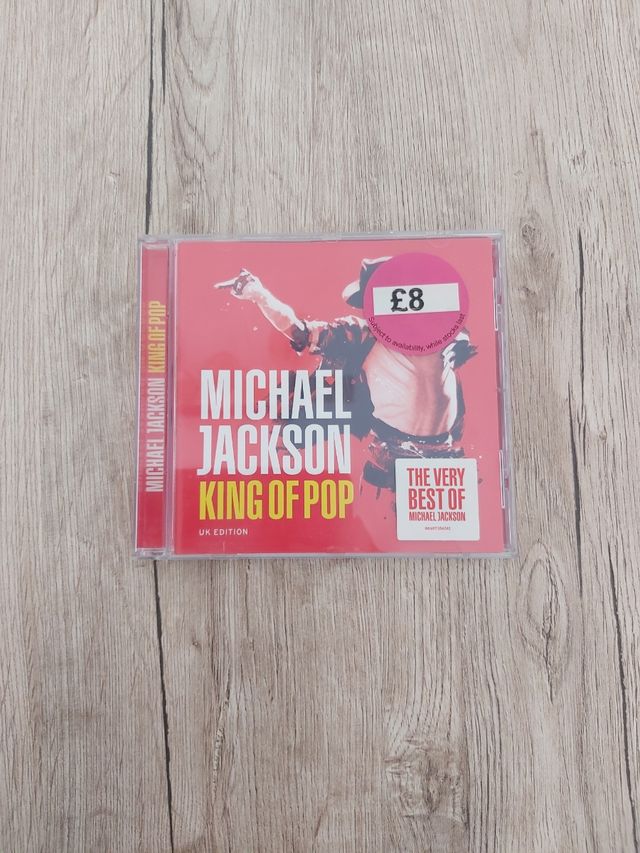 MICHAEL JACKSON KING OF POP
£8
Subject to availability, while stocks last
MICHAEL
JACKSON
KING OF POP
UK EDITION
THE VERY
BEST OF
MICHAEL JACKSON